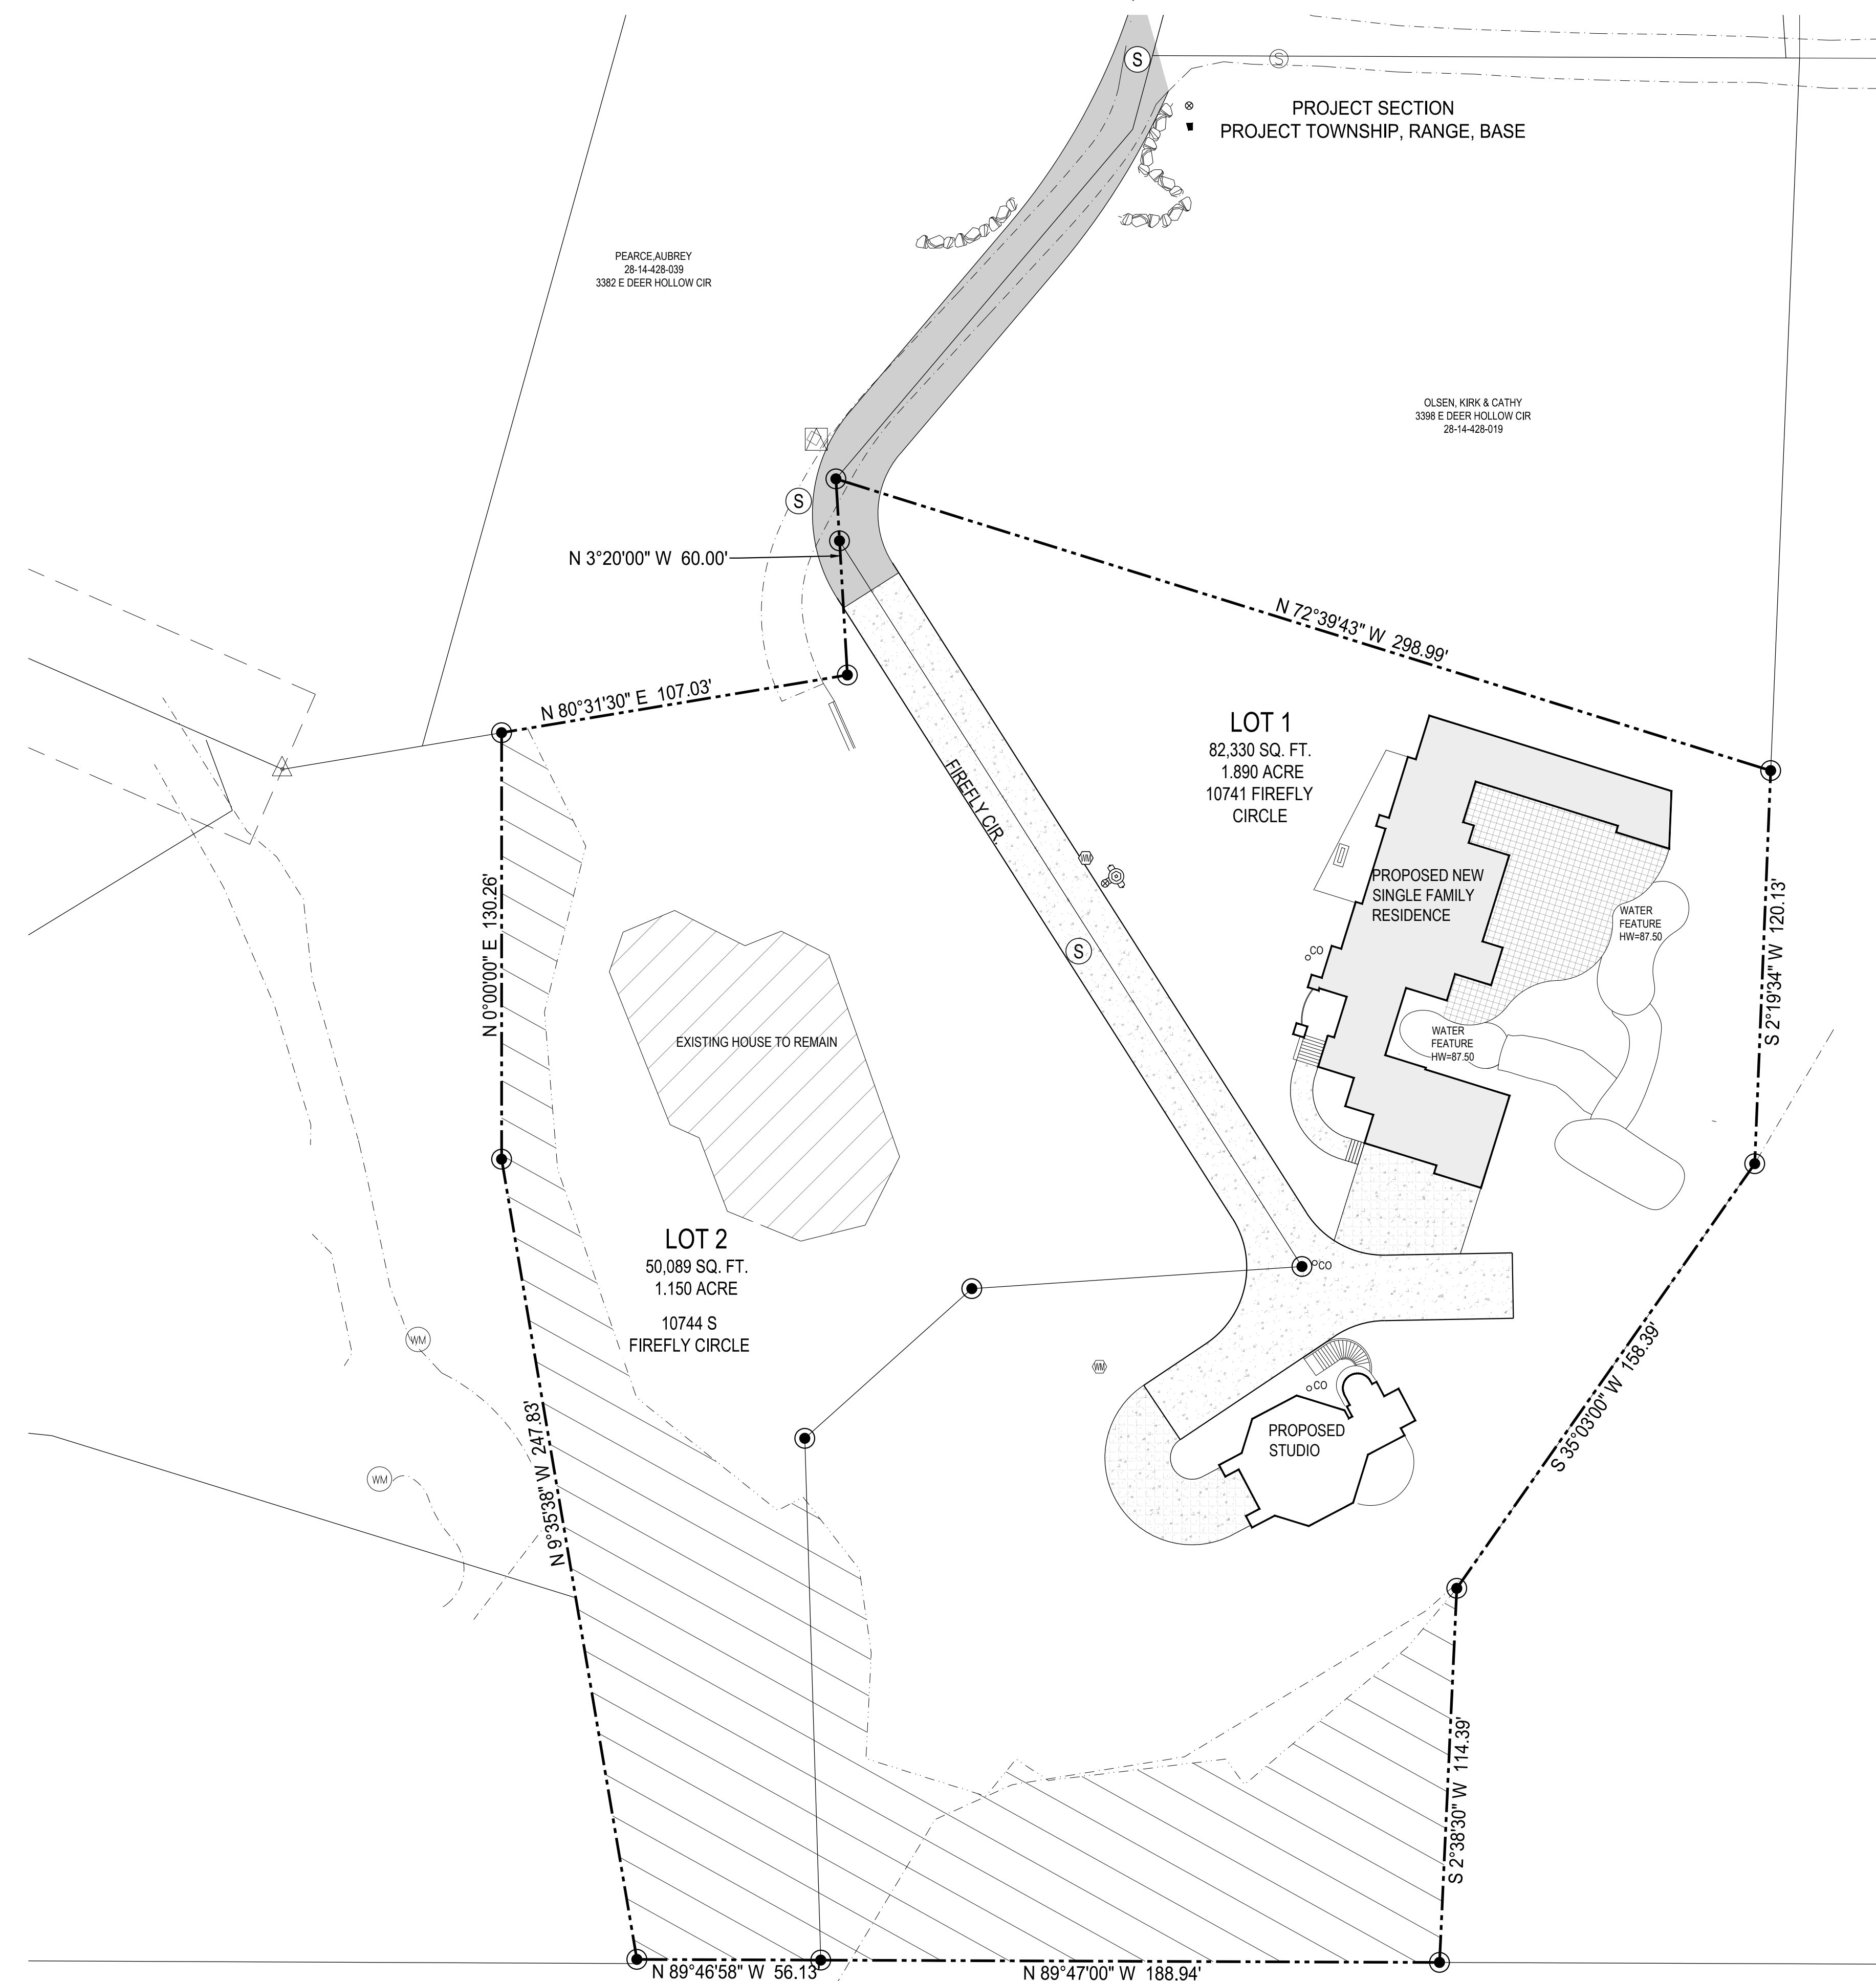 S
S
PROJECT SECTION
PROJECT TOWNSHIP, RANGE, BASE
PEARCE,AUBREY
28-14-428-039
3382 E DEER HOLLOW CIR
OLSEN, KIRK & CATHY
3398 E DEER HOLLOW CIR
28-14-428-019
S
N 3°20'00" W 60.00'
N 72°39'43" W 298.99'
N 80°31'30" E 107.03'
LOT 1
82,330 SQ. FT.
1.890 ACRE
10741 FIREFLY
CIRCLE
FIREFLY CIR.
WM
PROPOSED NEW
SINGLE FAMILY
RESIDENCE
WATER
FEATURE
HW=87.50
S 2°19'34" W 120.13'
N 0°00'00" E 130.26'
S
CO
EXISTING HOUSE TO REMAIN
WATER
FEATURE
HW=87.50
LOT 2
50,089 SQ. FT.
1.150 ACRE
10744 S
FIREFLY CIRCLE
CO
WM
WM
CO
S 35°03'00" W 158.39'
PROPOSED
STUDIO
WM
N 9°35'38" W 247.83'
S 2°38'30" W 114.39'
N 89°46'58" W 56.13'
N 89°47'00" W 188.94'